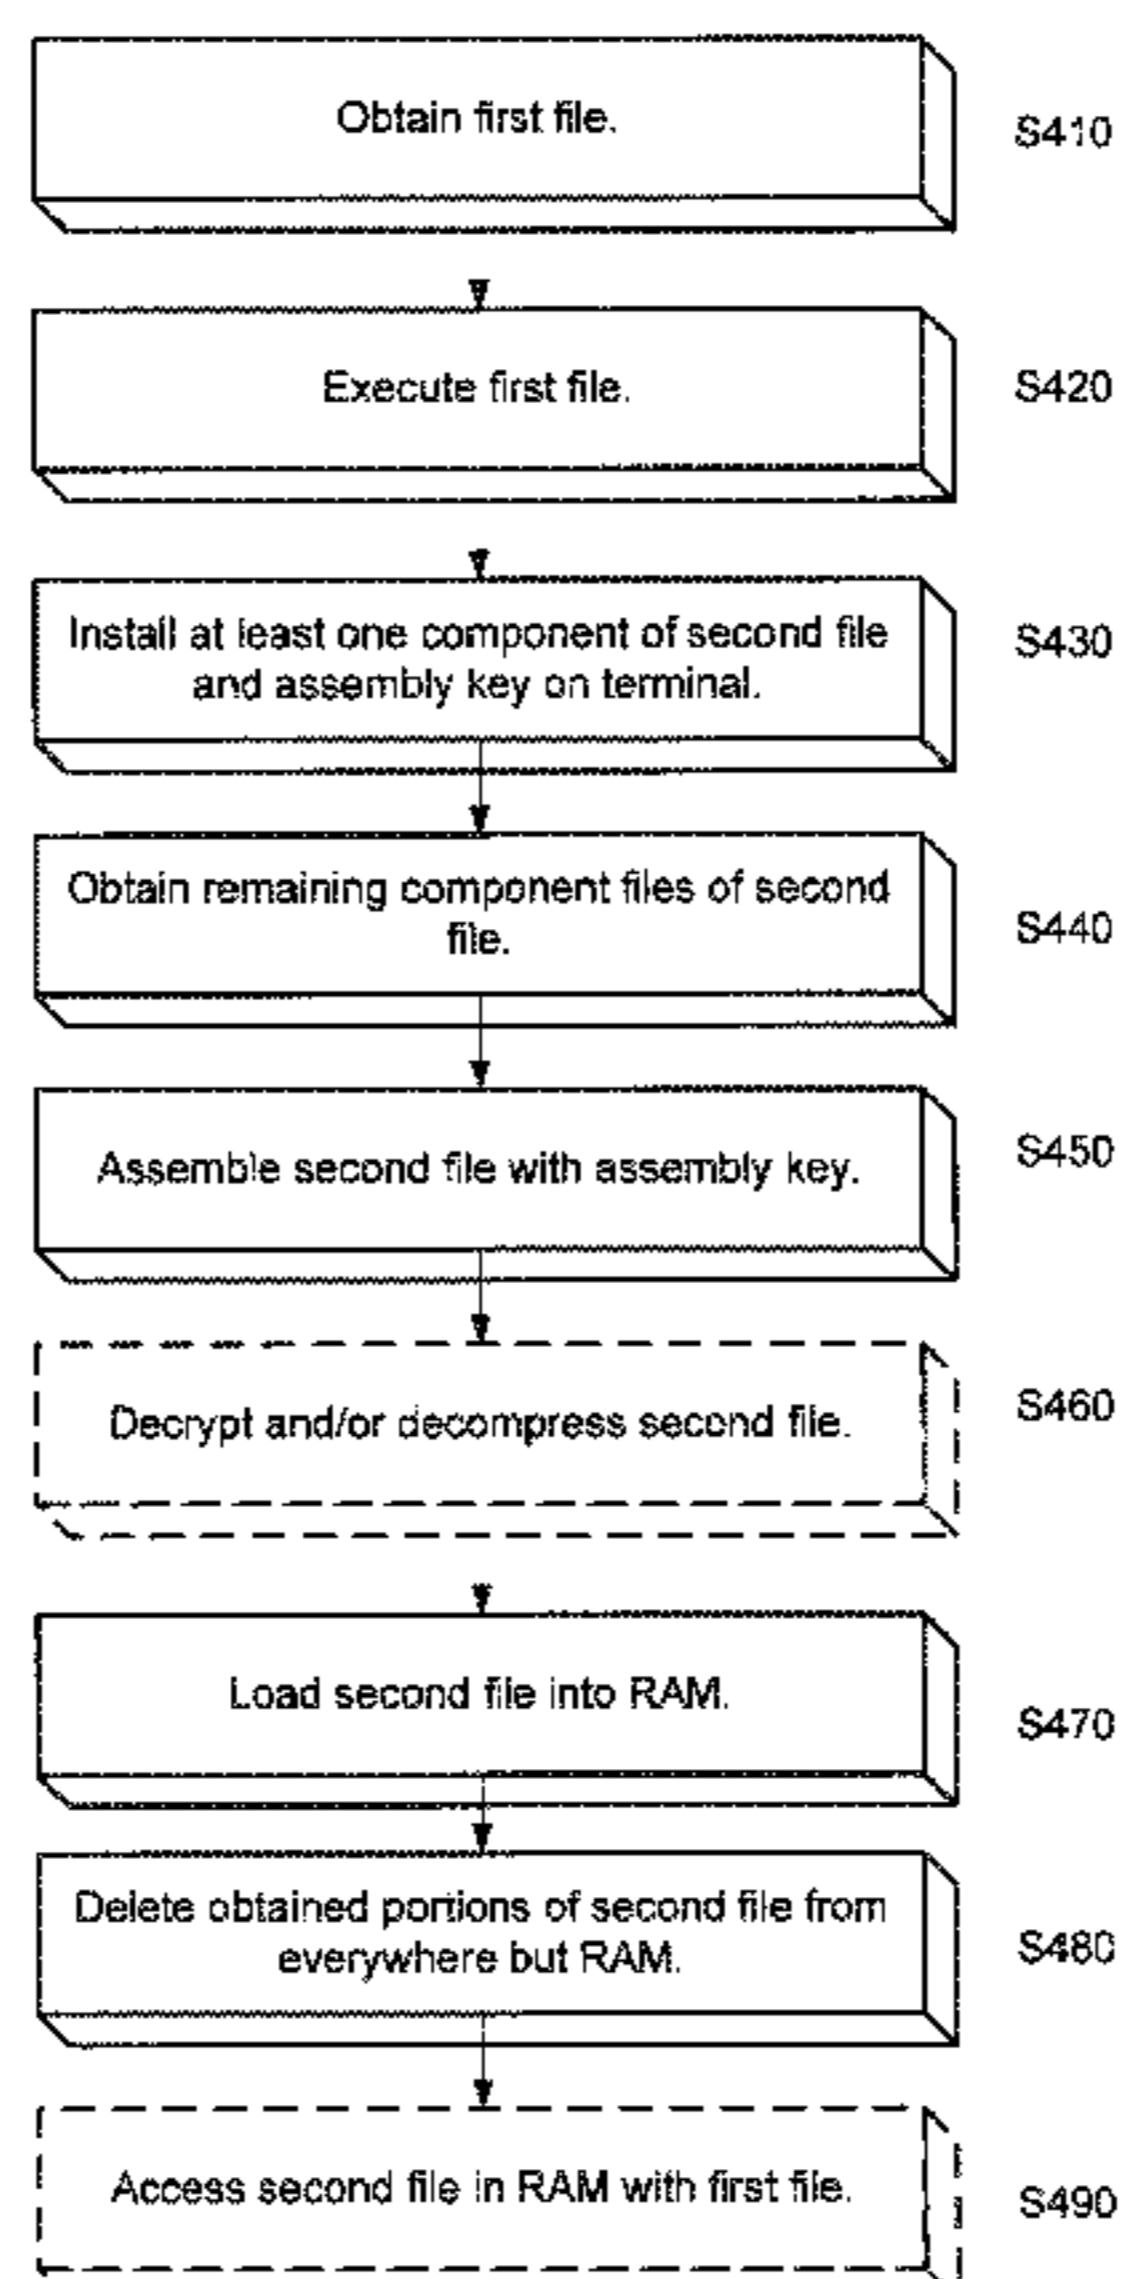 Obtain first file.
S410
Execute first file.
S420
Install at least one component of second file
and assembly key on terminal.
S430
Obtain remaining component files of second
file.
S440
Assemble second file with assembly key.
S450
Decrypt and/or decompress second file.
S460
Load second file into RAM.
S470
Delete obtained portions of second file from
everywhere but RAM.
S480
Access second file in RAM with first file.
S490